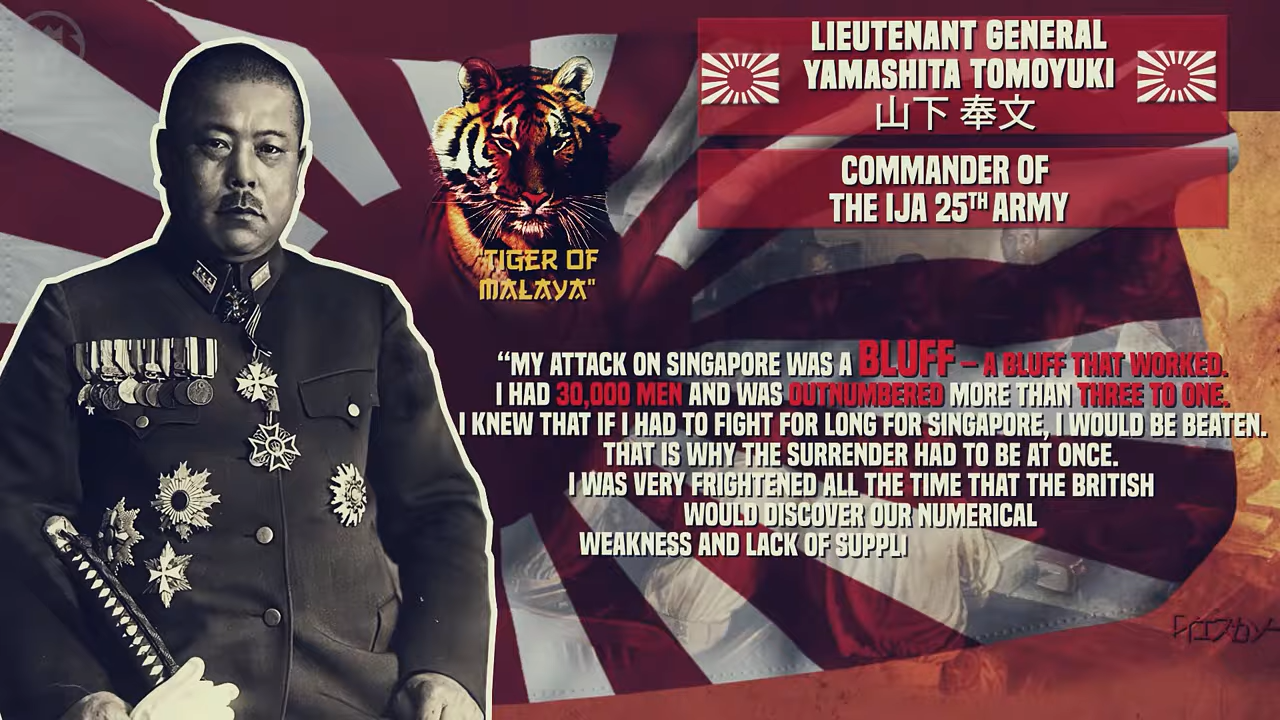 LIEUTENANT GENERAL
YAMASHITA TOMOYUKI
山下 奉文
COMMANDER OF
THE IJA 25TH ARMY
"TIGER OF
MALAYA"
“MY ATTACK ON SINGAPORE WAS A BLUFF – A BLUFF THAT WORKED.
I HAD 30,000 MEN AND WAS OUTNUMBERED MORE THAN THREE TO ONE.
I KNEW THAT IF I HAD TO FIGHT FOR LONG FOR SINGAPORE, I WOULD BE BEATEN.
THAT IS WHY THE SURRENDER HAD TO BE AT ONCE.
I WAS VERY FRIGHTENED ALL THE TIME THAT THE BRITISH
WOULD DISCOVER OUR NUMERICAL
WEAKNESS AND LACK OF SUPPLI